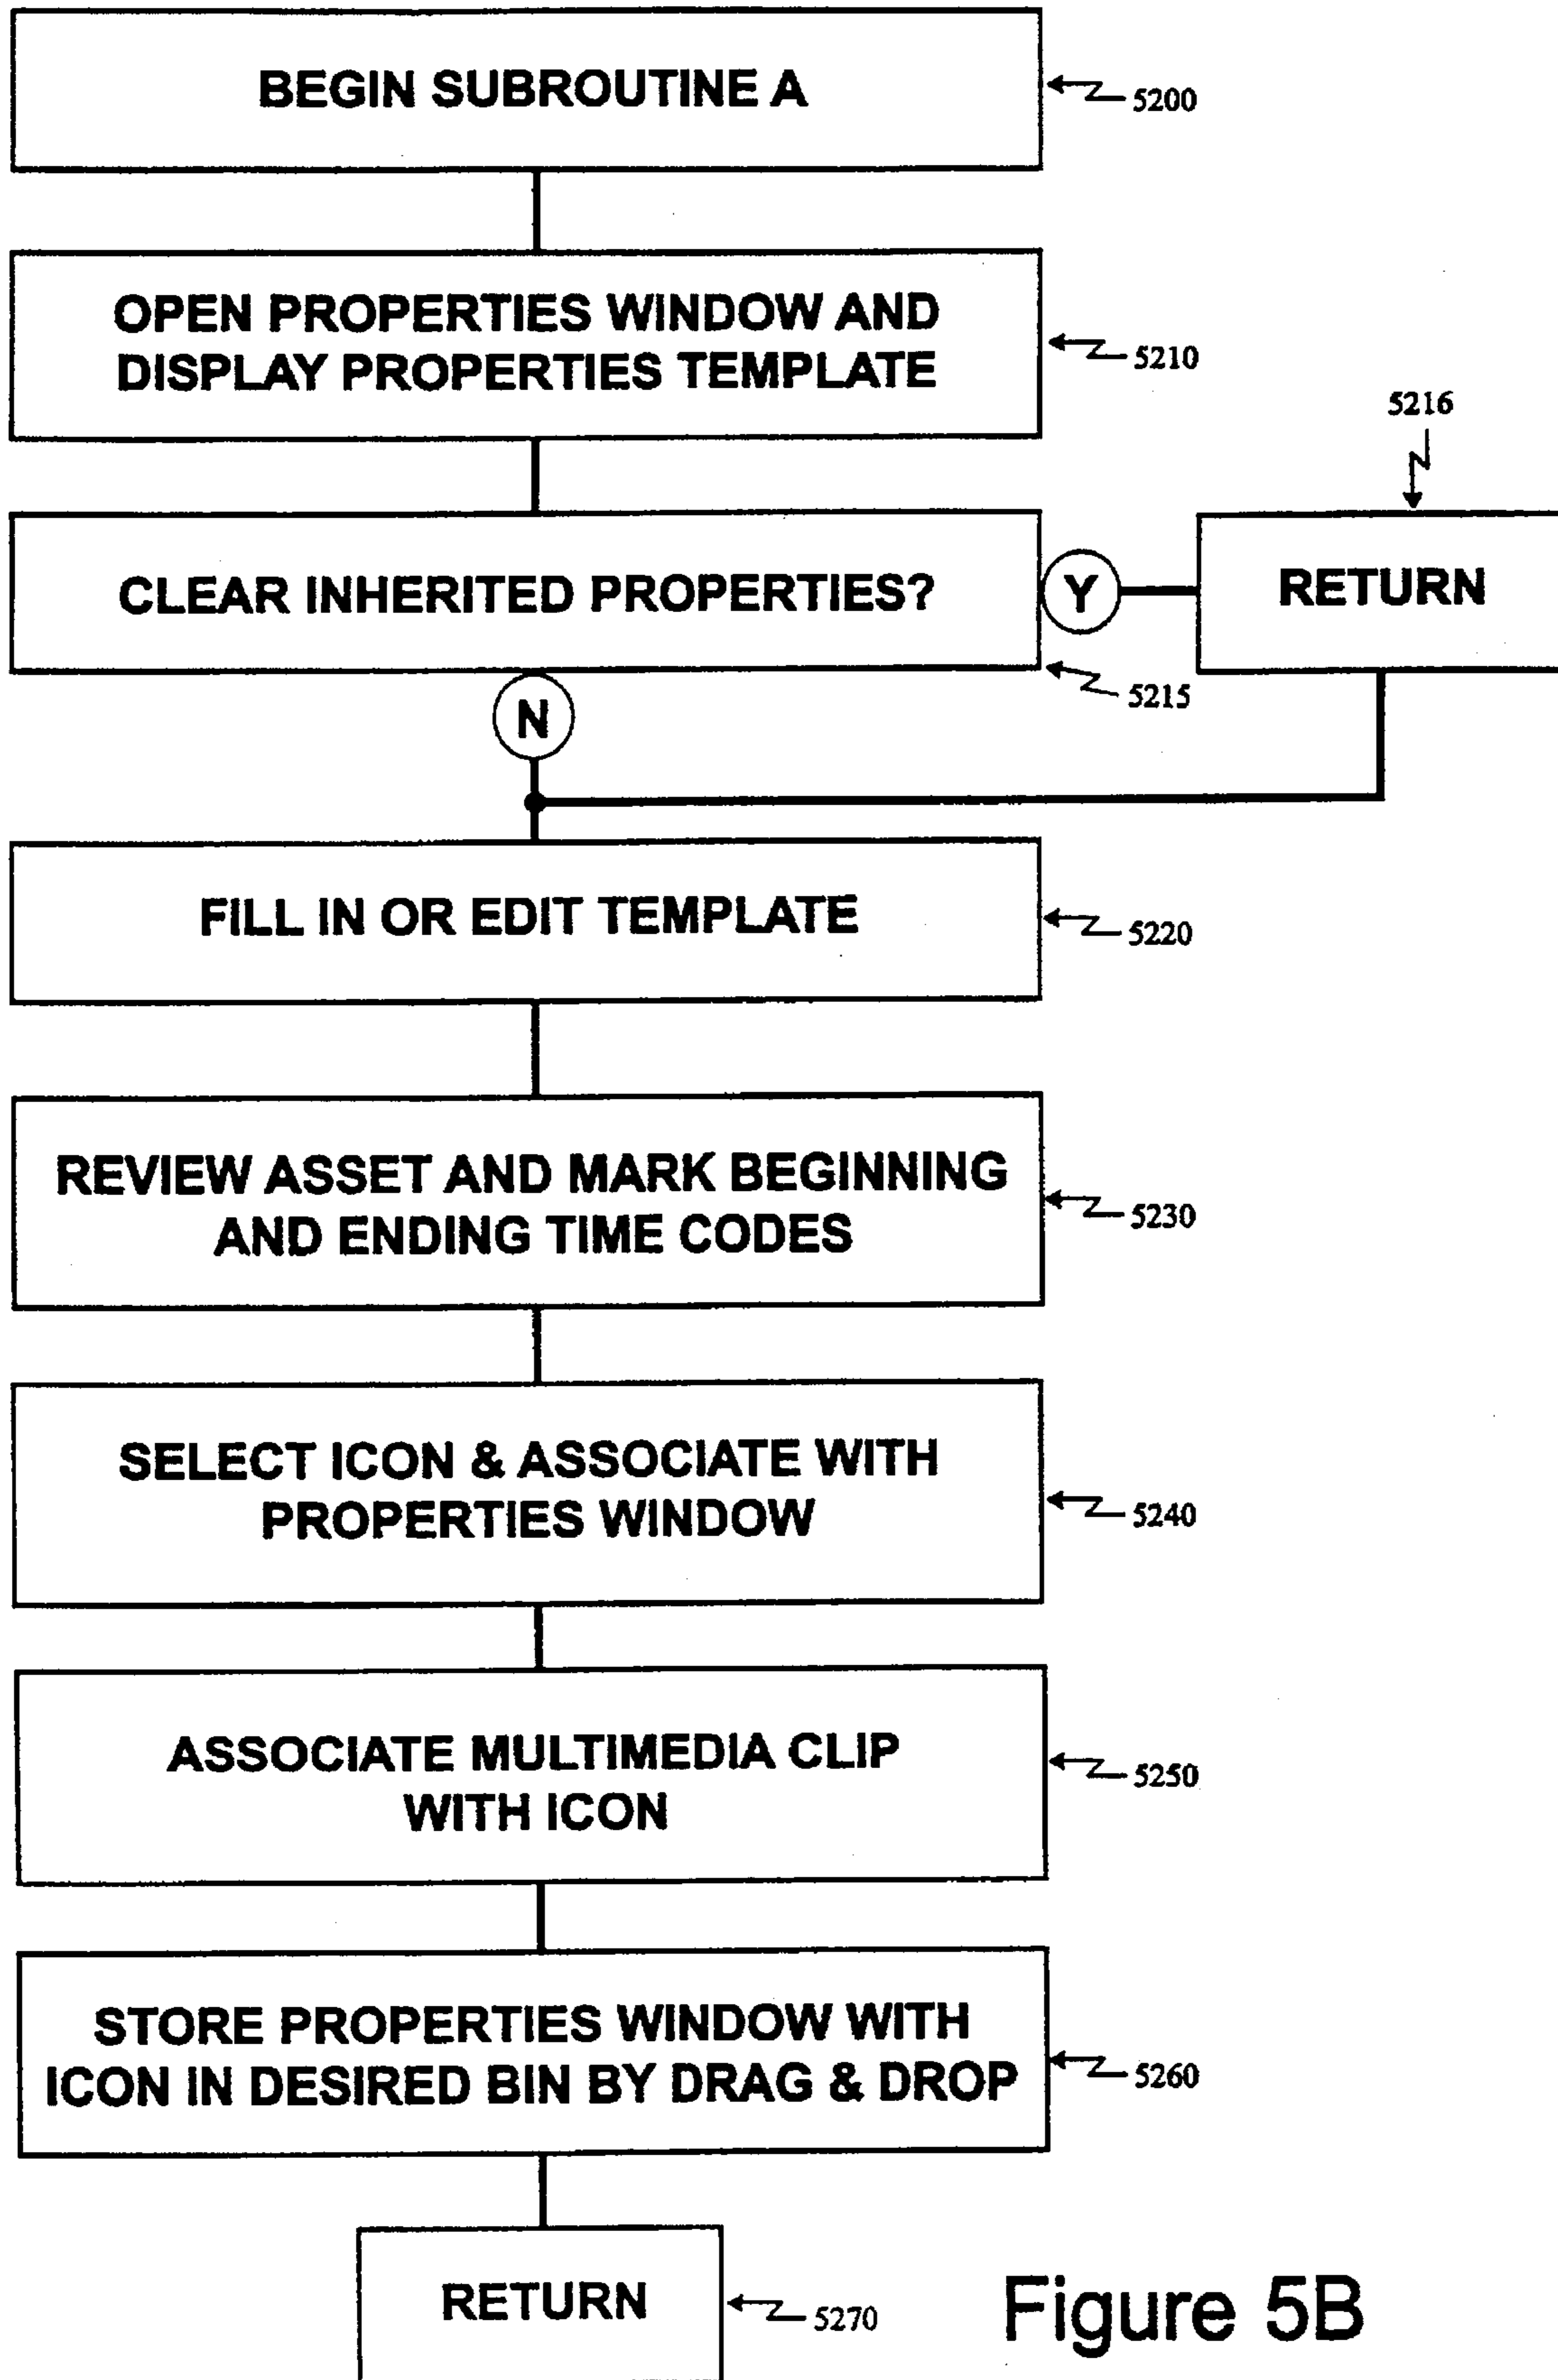 BEGIN SUBROUTINE A
5200
OPEN PROPERTIES WINDOW AND
DISPLAY PROPERTIES TEMPLATE
5210
5216
CLEAR INHERITED PROPERTIES?
Y
RETURN
5215
N
FILL IN OR EDIT TEMPLATE
5220
REVIEW ASSET AND MARK BEGINNING
AND ENDING TIME CODES
5230
SELECT ICON & ASSOCIATE WITH
PROPERTIES WINDOW
5240
ASSOCIATE MULTIMEDIA CLIP
WITH ICON
5250
STORE PROPERTIES WINDOW WITH
ICON IN DESIRED BIN BY DRAG & DROP
5260
RETURN
5270
Figure 5B